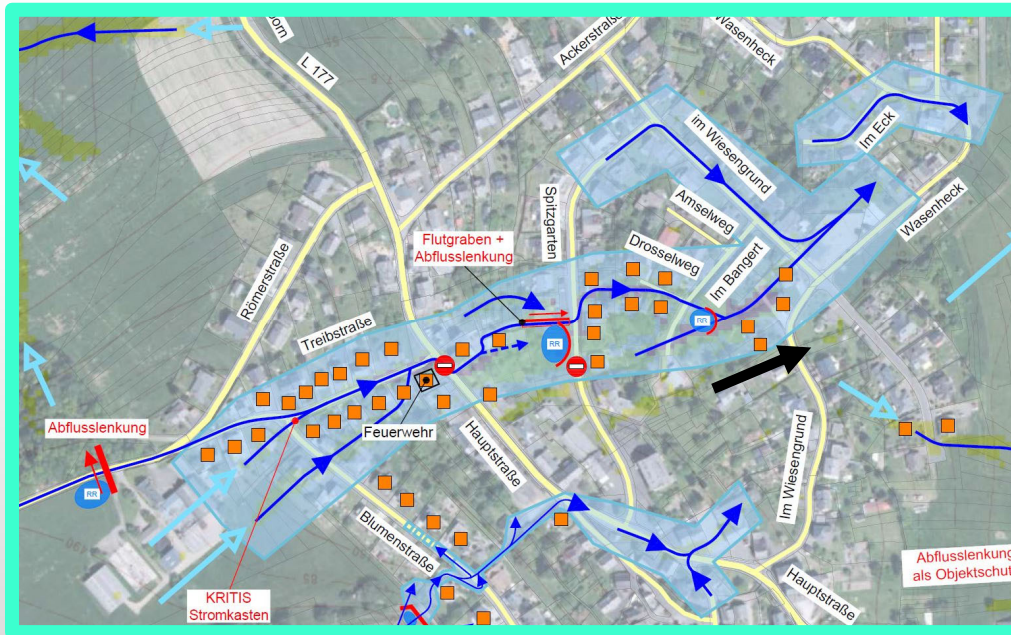 orn
L 177
Ackerstraße
Wasenheck
im Wiesengrund
Im Eck
Spitzgarten
Amselweg
Wasenheck
Flutgraben +
Abflusslenkung
Drosselweg
Im Bangert
Römerstraße
Treibstraße
RR
RR
Abflusslenkung
RR
Feuerwehr
Hauptstraße
Im Wiesengrund
Blumenstraße
KRITIS
Stromkasten
Hauptstraße
Abflusslenkung
als Objektschut